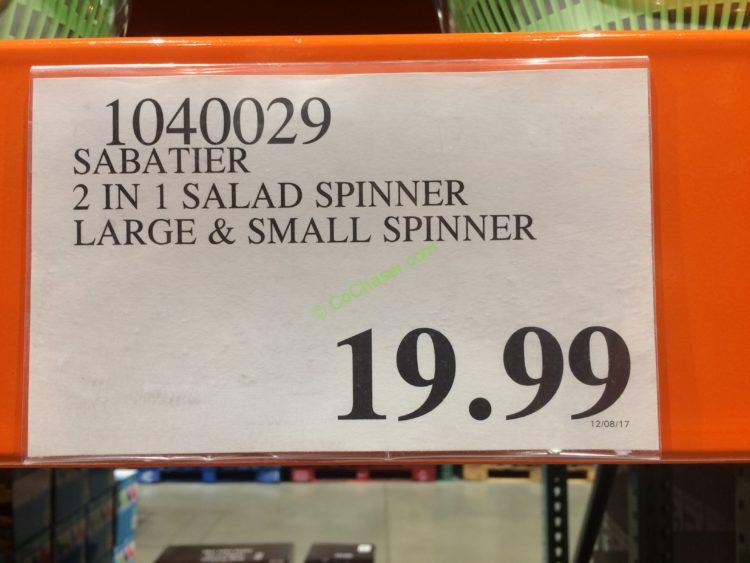 1040029
SABATIER
2 IN 1 SALAD SPINNER
LARGE & SMALL SPINNER
© CoChaser.com
19.99
12/08/17